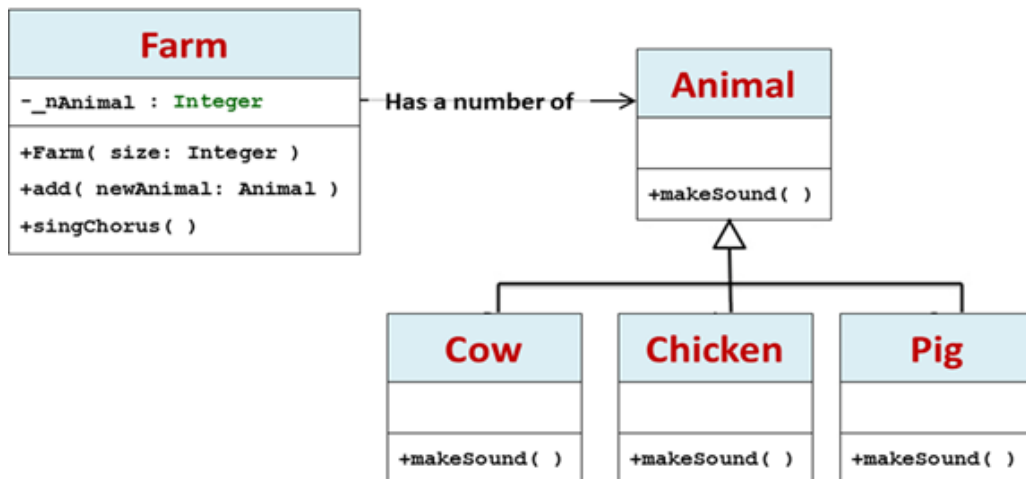 Farm
-_nAnimal : Integer
+Farm( size: Integer )
+add( newAnimal: Animal )
+singChorus( )
Has a number of
Animal
+makeSound( )
Cow
+makeSound( )
Chicken
+makeSound( )
Pig
+makeSound( )